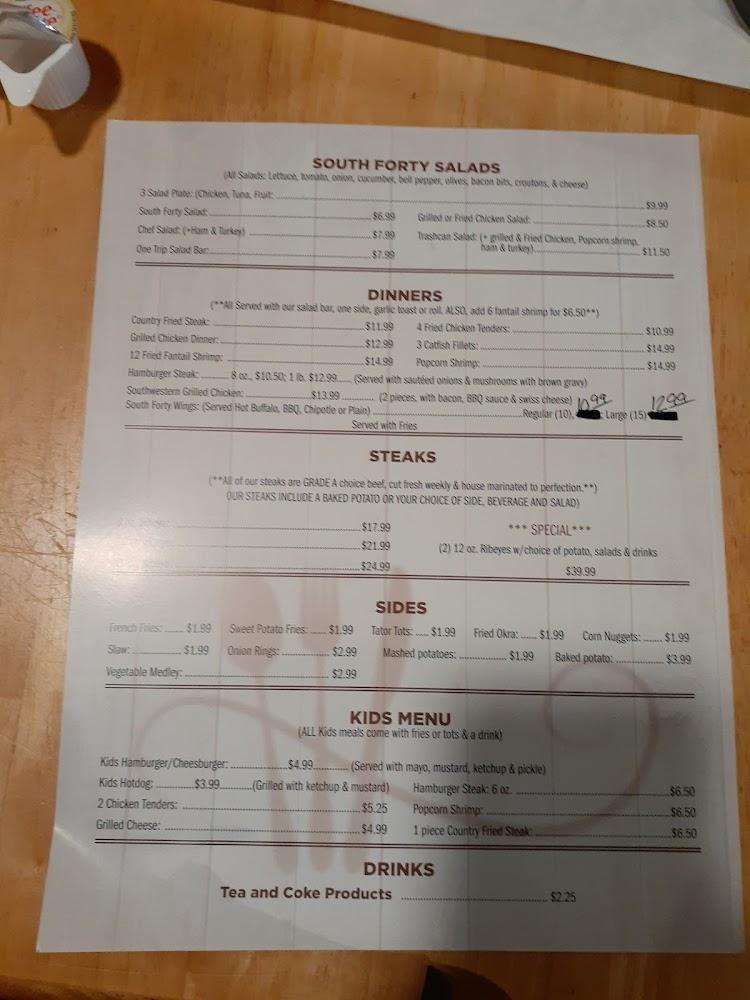 SOUTH FORTY SALADS
(All Salads: Lettuce, tomato, onion, cucumber, bell pepper, olives, bacon bits, croutons, & cheese)
3 Salad Plate: (Chicken, Tuna, Fruit: $9.99
South Forty Salad: $6.99 Grilled or Fried Chicken Salad: $8.50
Chef Salad: (+Ham & Turkey) $7.99 Trashcan Salad: (+ grilled & Fried Chicken, Popcorn shrimp,
ham & turkey) $11.50
One Trip Salad Bar: $7.99
DINNERS
(**All Served with our salad bar, one side, garlic toast or roll. ALSO, add 6 fantail shrimp for $6.50**)
Country Fried Steak: $11.99 4 Fried Chicken Tenders: $10.99
Grilled Chicken Dinner: $12.99 3 Catfish Fillets: $14.99
12 Fried Fantail Shrimp: $14.99 Popcorn Shrimp: $14.99
Hamburger Steak: 8 oz., $10.50; 1 lb. $12.99 (Served with sautéed onions & mushrooms with brown gravy)
Southwestern Grilled Chicken: $13.99 (2 pieces, with bacon, BBQ sauce & swiss cheese)
South Forty Wings: (Served Hot Buffalo, BBQ, Chipotle or Plain) Regular (10), 10.99; Large (15) 12.99
Served with Fries
STEAKS
(**All of our steaks are GRADE A choice beef, cut fresh weekly & house marinated to perfection.**)
OUR STEAKS INCLUDE A BAKED POTATO OR YOUR CHOICE OF SIDE, BEVERAGE AND SALAD)
$17.99 *** SPECIAL***
$21.99 (2) 12 oz. Ribeyes w/choice of potato, salads & drinks
$24.99 $39.99
SIDES
French Fries: $1.99 Sweet Potato Fries: $1.99 Tator Tots: $1.99 Fried Okra: $1.99 Corn Nuggets: $1.99
Slaw: $1.99 Onion Rings: $2.99 Mashed potatoes: $1.99 Baked potato: $3.99
Vegetable Medley: $2.99
KIDS MENU
(ALL Kids meals come with fries or tots & a drink)
Kids Hamburger/Cheesburger: $4.99 (Served with mayo, mustard, ketchup & pickle)
Kids Hotdog: $3.99 (Grilled with ketchup & mustard) Hamburger Steak: 6 oz. $6.50
2 Chicken Tenders: $5.25 Popcorn Shrimp: $6.50
Grilled Cheese: $4.99 1 piece Country Fried Steak: $6.50
DRINKS
Tea and Coke Products $2.25